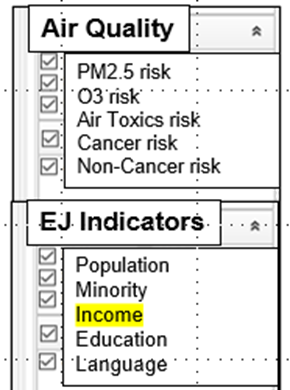 Air Quality
PM2.5 risk
O3 risk
Air Toxics risk
Cancer risk
Non-Cancer risk
EJ Indicators
Population
Minority
Income
Education
Language